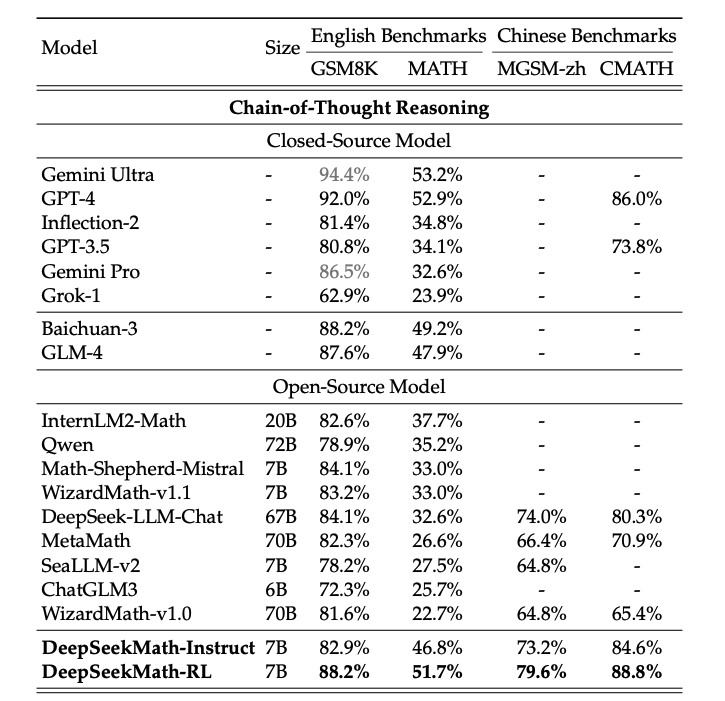 Model Size English Benchmarks Chinese Benchmarks
GSM8K MATH MGSM-zh CMATH
Chain-of-Thought Reasoning
Closed-Source Model
Gemini Ultra - 94.4% 53.2% - -
GPT-4 - 92.0% 52.9% - 86.0%
Inflection-2 - 81.4% 34.8% - -
GPT-3.5 - 80.8% 34.1% - 73.8%
Gemini Pro - 86.5% 32.6% - -
Grok-1 - 62.9% 23.9% - -
Baichuan-3 - 88.2% 49.2% - -
GLM-4 - 87.6% 47.9% - -
Open-Source Model
InternLM2-Math 20B 82.6% 37.7% - -
Qwen 72B 78.9% 35.2% - -
Math-Shepherd-Mistral 7B 84.1% 33.0% - -
WizardMath-v1.1 7B 83.2% 33.0% - -
DeepSeek-LLM-Chat 67B 84.1% 32.6% 74.0% 80.3%
MetaMath 70B 82.3% 26.6% 66.4% 70.9%
SeaLLM-v2 7B 78.2% 27.5% 64.8% -
ChatGLM3 6B 72.3% 25.7% - -
WizardMath-v1.0 70B 81.6% 22.7% 64.8% 65.4%
DeepSeekMath-Instruct 7B 82.9% 46.8% 73.2% 84.6%
DeepSeekMath-RL 7B 88.2% 51.7% 79.6% 88.8%